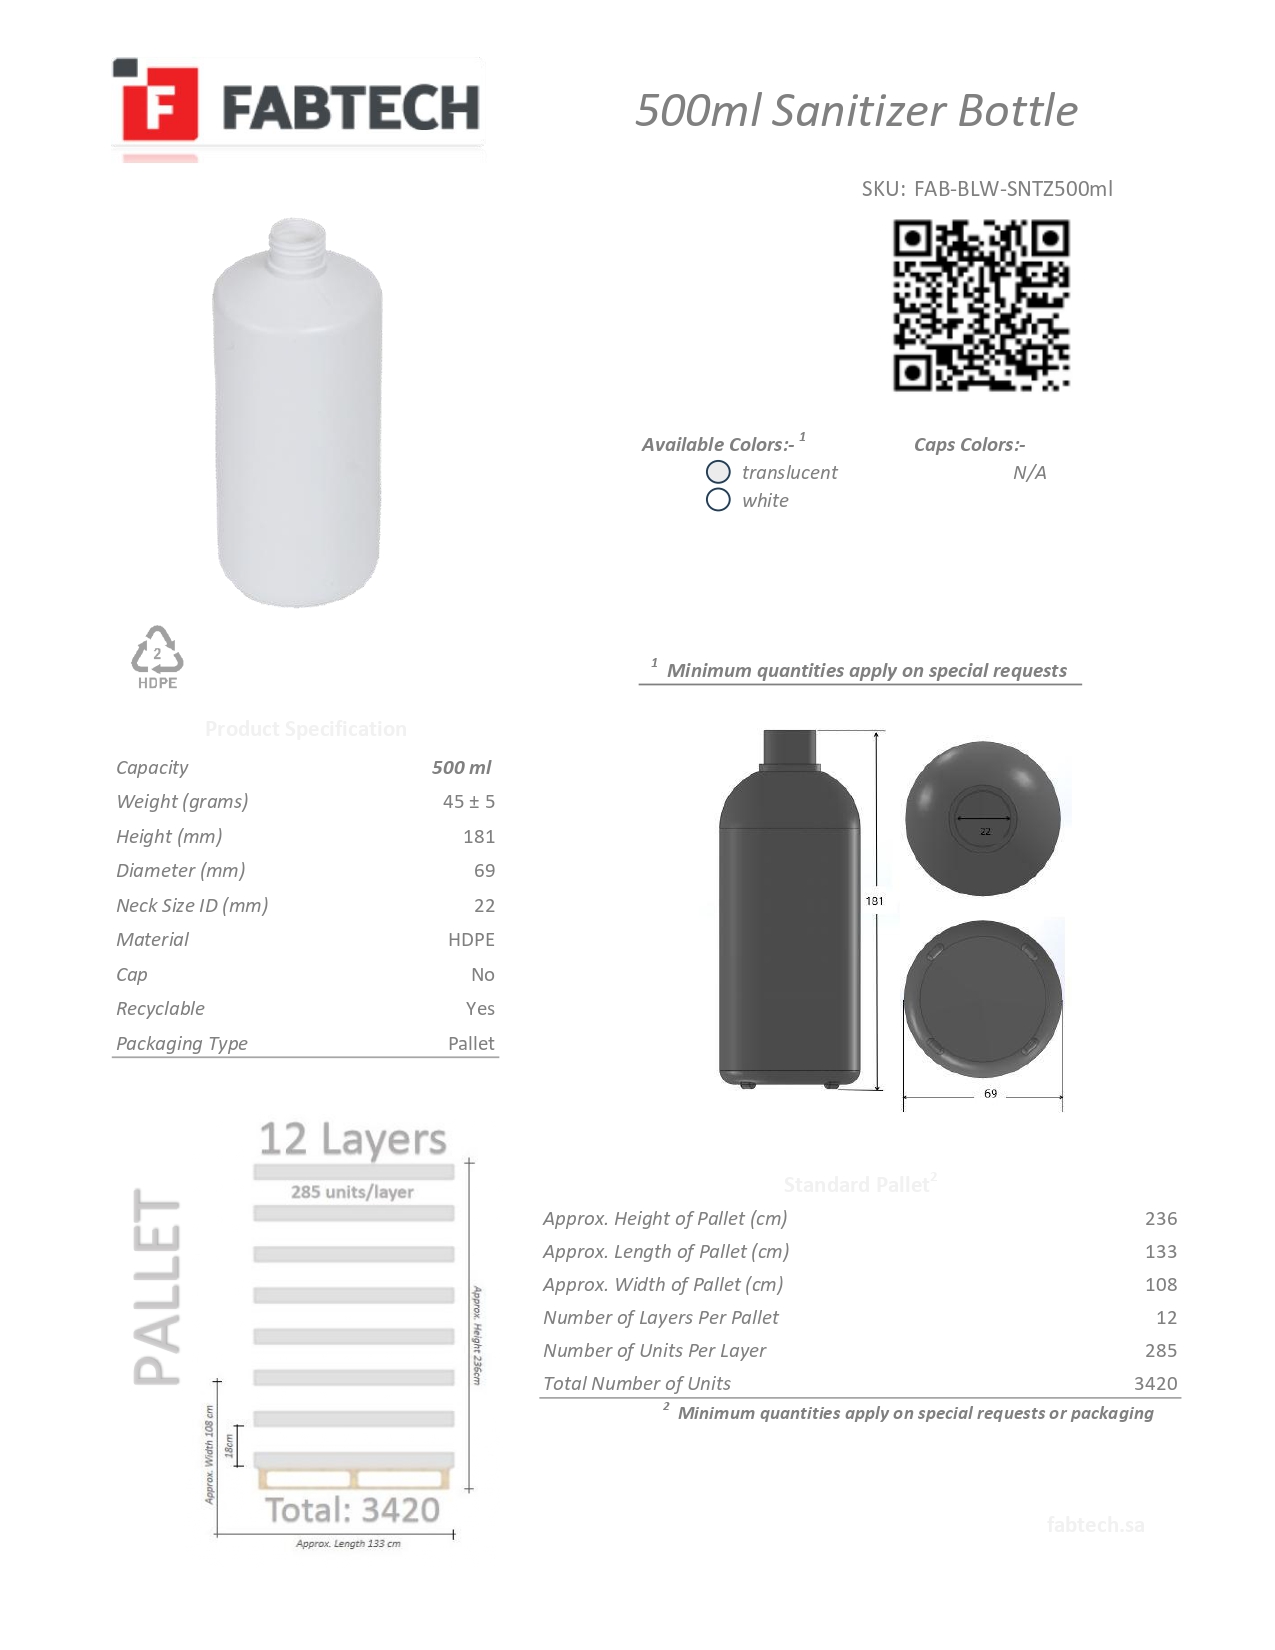 F FABTECH
500ml Sanitizer Bottle
SKU: FAB-BLW-SNTZ500ml
Available Colors:- 1
Caps Colors:-
translucent
N/A
white
2
HDPE
1 Minimum quantities apply on special requests
Product Specification
Capacity 500 ml
Weight (grams) 45 ± 5
Height (mm) 181
Diameter (mm) 69
Neck Size ID (mm) 22
Material HDPE
Cap No
Recyclable Yes
Packaging Type Pallet
22
181
69
PALLET
12 Layers
285 units/layer
Approx. Height 236cm
Approx. Width 108 cm
18cm
Total: 3420
Approx. Length 133 cm
Standard Pallet2
Approx. Height of Pallet (cm) 236
Approx. Length of Pallet (cm) 133
Approx. Width of Pallet (cm) 108
Number of Layers Per Pallet 12
Number of Units Per Layer 285
Total Number of Units 3420
2 Minimum quantities apply on special requests or packaging
fabtech.sa